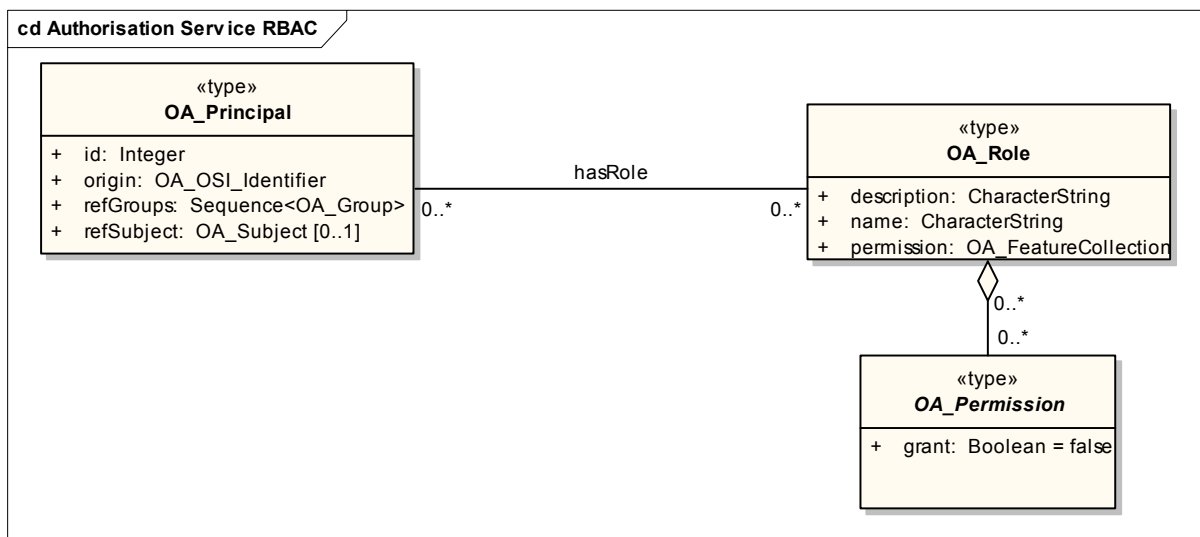 cd Authorisation Service RBAC
«type»
OA_Principal
+ id: Integer
+ origin: OA_OSI_Identifier
+ refGroups: Sequence<OA_Group>
+ refSubject: OA_Subject [0..1]
hasRole
0..*
0..*
«type»
OA_Role
+ description: CharacterString
+ name: CharacterString
+ permission: OA_FeatureCollection
0..*
0..*
«type»
OA_Permission
+ grant: Boolean = false